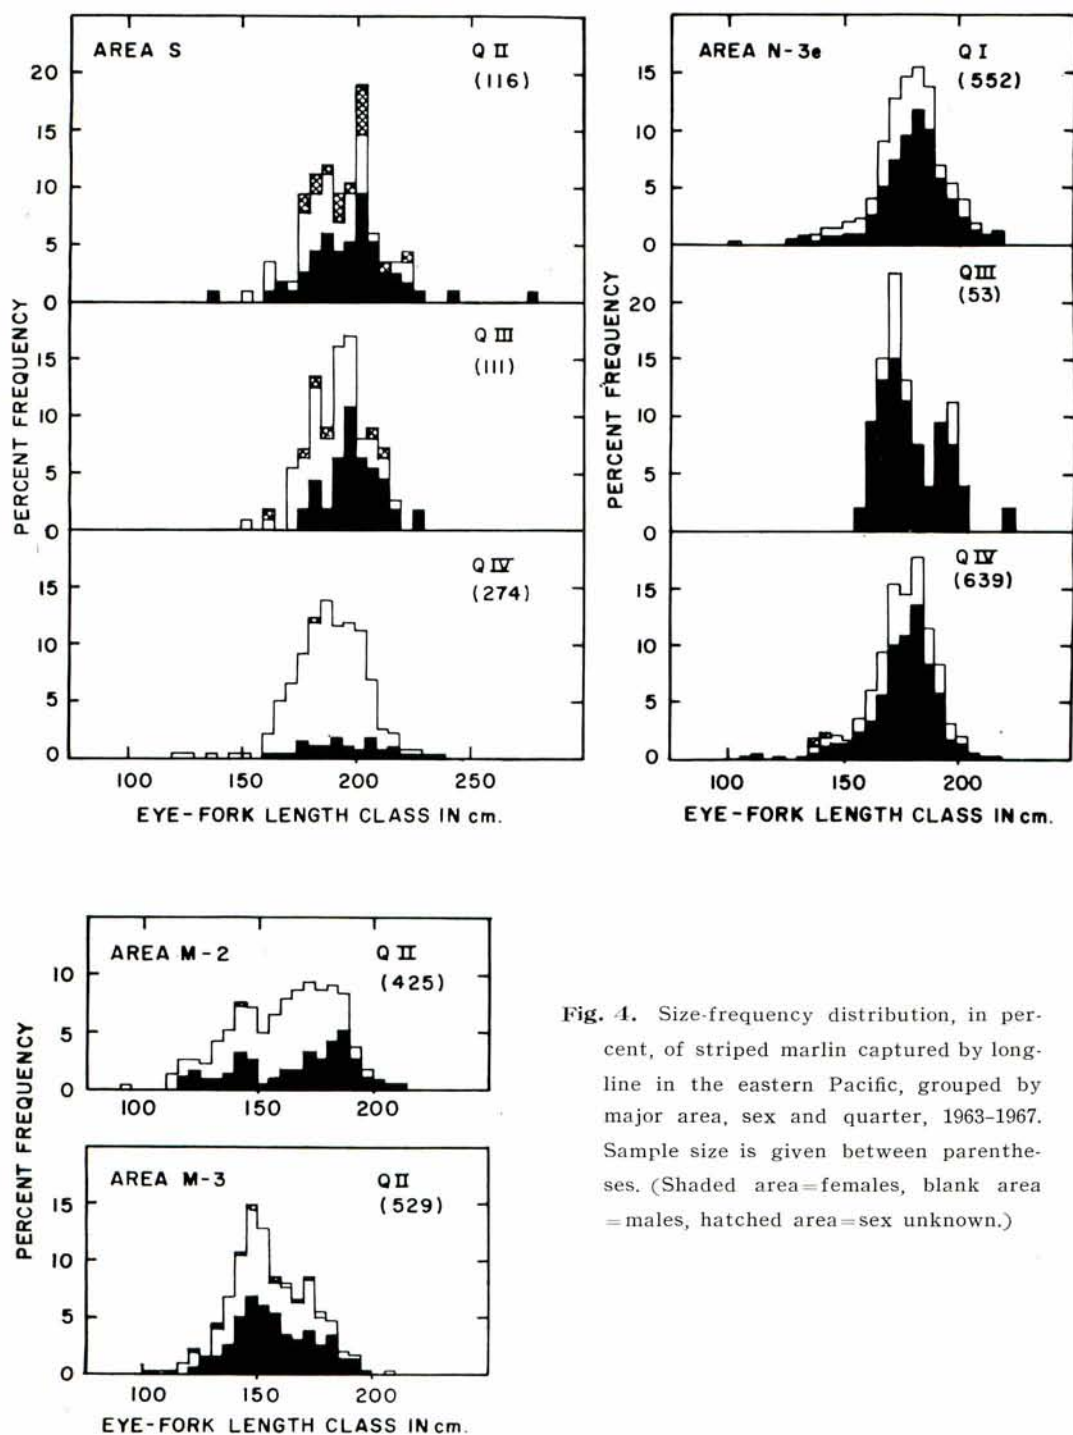 AREA S
Q II
(116)
20
15
10
5
0
Q III
(111)
15
10
5
0
Q IV
(274)
15
10
5
0
100 150 200 250
PERCENT FREQUENCY
EYE-FORK LENGTH CLASS IN cm.
AREA N-3e
Q I
(552)
15
10
5
0
Q III
(53)
20
15
10
5
0
Q IV
(639)
15
10
5
0
100 150 200
PERCENT FREQUENCY
EYE-FORK LENGTH CLASS IN cm.
AREA M-2
Q II
(425)
10
5
0
100 150 200
AREA M-3
Q II
(529)
15
10
5
0
100 150 200
PERCENT FREQUENCY
EYE-FORK LENGTH CLASS IN cm.
Fig. 4. Size-frequency distribution, in per-
cent, of striped marlin captured by long-
line in the eastern Pacific, grouped by
major area, sex and quarter, 1963–1967.
Sample size is given between parenthe-
ses. (Shaded area=females, blank area
=males, hatched area=sex unknown.)